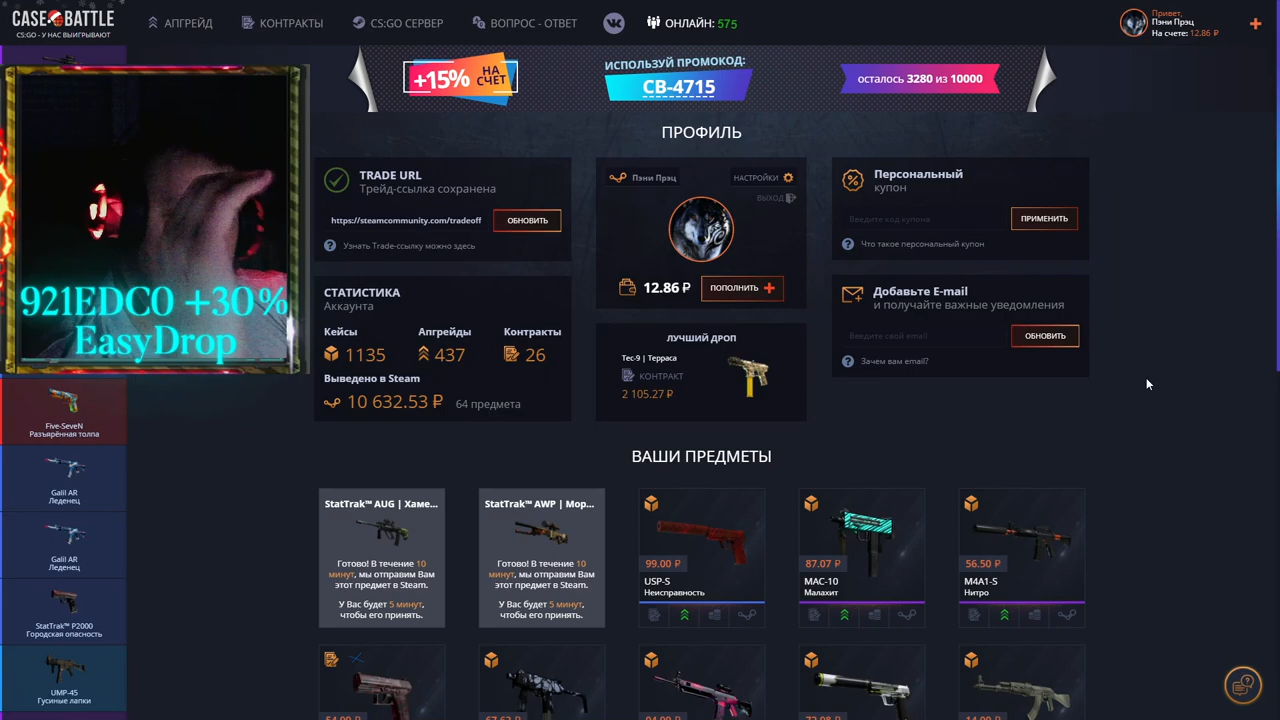 CASE BATTLE
CS:GO - У НАС ВЫИГРЫВАЮТ
АПГРЕЙД
КОНТРАКТЫ
CS:GO СЕРВЕР
ВОПРОС - ОТВЕТ
ОНЛАЙН: 575
Привет,
Пэни Прэц
На счете: 12.86 ₽
+15% НА СЧЕТ
ИСПОЛЬЗУЙ ПРОМОКОД:
CB-4715
осталось 3280 из 10000
ПРОФИЛЬ
921EDC0 +30%
EasyDrop
TRADE URL
Трейд-ссылка сохранена
https://steamcommunity.com/tradeoff
ОБНОВИТЬ
Узнать Trade-ссылку можно здесь
Пэни Прэц
НАСТРОЙКИ
ВЫХОД
12.86 ₽
ПОПОЛНИТЬ
Персональный
купон
Введите код купона
ПРИМЕНИТЬ
Что такое персональный купон
СТАТИСТИКА
Аккаунта
Кейсы
Апгрейды
Контракты
1135
437
26
Выведено в Steam
10 632.53 ₽
64 предмета
ЛУЧШИЙ ДРОП
Tec-9 | Терраса
КОНТРАКТ
2 105.27 ₽
Добавьте E-mail
и получайте важные уведомления
Введите свой email
ОБНОВИТЬ
Зачем вам email?
Five-SeveN
Разъярённая толпа
Galil AR
Леденец
Galil AR
Леденец
StatTrak™ P2000
Городская опасность
UMP-45
Гусиные лапки
ВАШИ ПРЕДМЕТЫ
StatTrak™ AUG | Хаме...
Готово! В течение 10
минут, мы отправим Вам
этот предмет в Steam.
У Вас будет 5 минут,
чтобы его принять.
StatTrak™ AWP | Мор...
Готово! В течение 10
минут, мы отправим Вам
этот предмет в Steam.
У Вас будет 5 минут,
чтобы его принять.
99.00 ₽
USP-S
Неисправность
87.07 ₽
MAC-10
Малахит
56.50 ₽
M4A1-S
Нитро